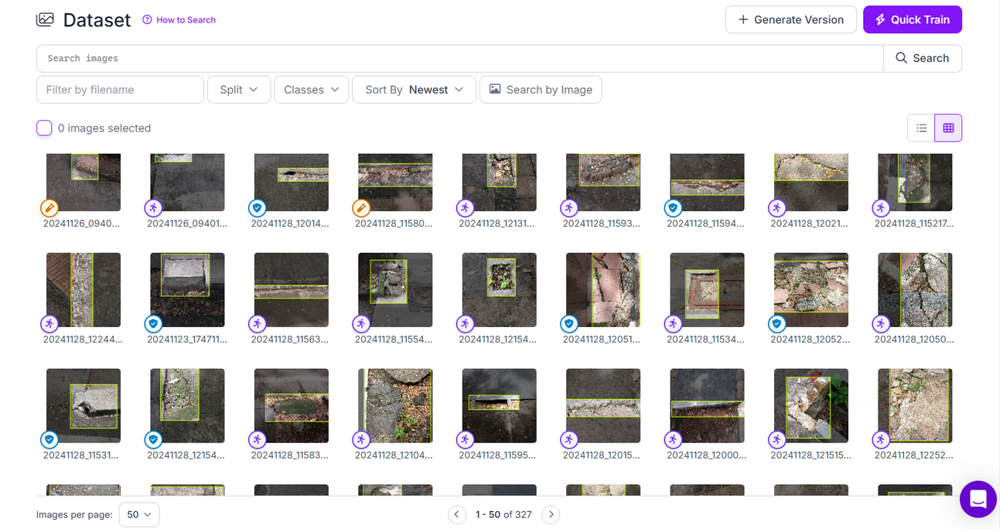 Dataset How to Search + Generate Version Quick Train
Search images Search
Filter by filename Split Classes Sort By Newest Search by Image
0 images selected
20241126_0940... 20241126_09401... 20241128_12014... 20241128_11580... 20241128_12131... 20241128_11593... 20241128_11594... 20241128_12021... 20241128_115217...
20241128_12244... 20241123_174711... 20241128_11563... 20241128_11554... 20241128_12154... 20241128_12051... 20241128_11534... 20241128_12052... 20241128_12050...
20241128_11531... 20241128_12154... 20241128_11583... 20241128_12104... 20241128_11595... 20241128_12015... 20241128_12000... 20241128_121515... 20241128_12252...
Images per page: 50 1 - 50 of 327